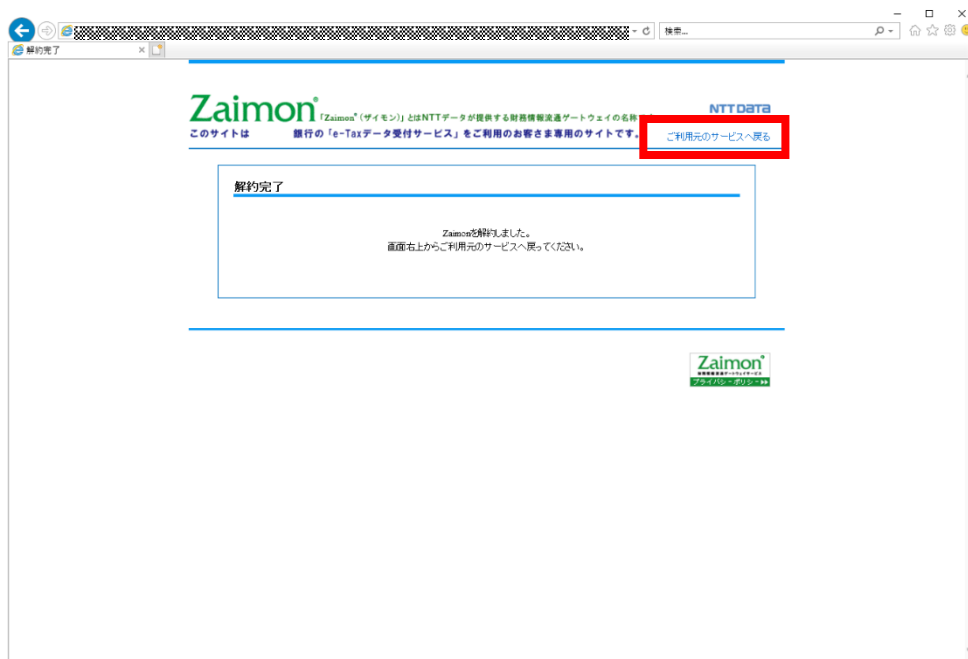 検索...
解約完了
Zaimon®
「Zaimon®(ザイモン)」とはNTTデータが提供する財務情報流通ゲートウェイの名称
NTT DATA
このサイトは 銀行の「e-Taxデータ受付サービス」をご利用のお客さま専用のサイトです。
ご利用元のサービスへ戻る
解約完了
Zaimonを解約しました。
画面右上からご利用元のサービスへ戻ってください。
Zaimon®
プライバシーポリシー